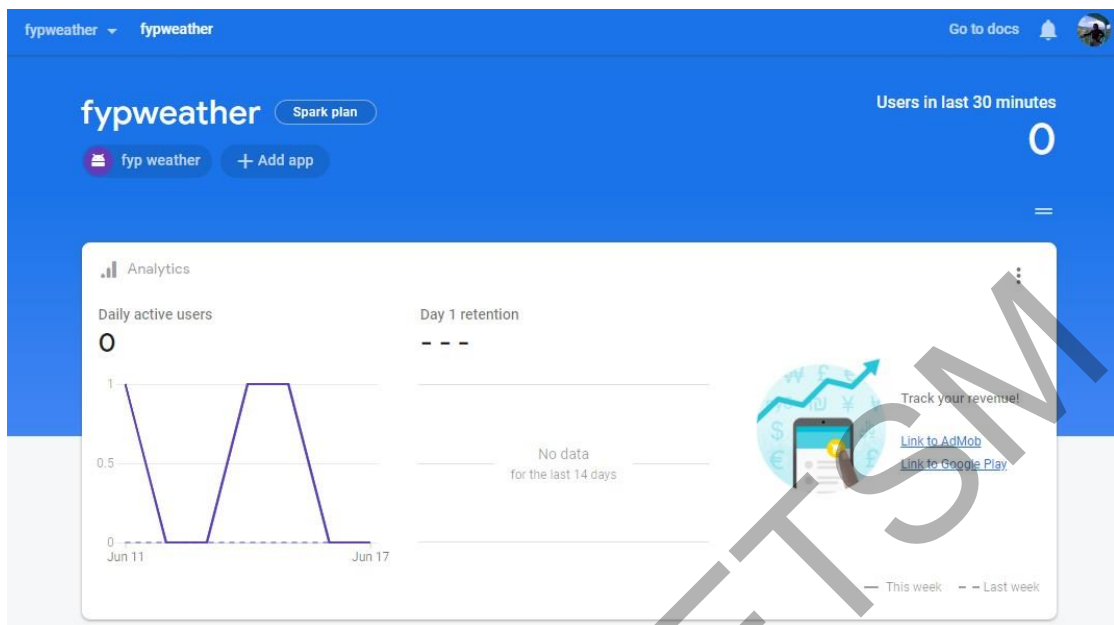 fypweather fypweather Go to docs
fypweather Spark plan
Users in last 30 minutes
0
fyp weather + Add app
Analytics
Daily active users
0
Day 1 retention
- - -
1
0.5
0
Jun 11 Jun 17
No data
for the last 14 days
Track your revenue!
Link to AdMob
Link to Google Play
This week Last week
FTSM